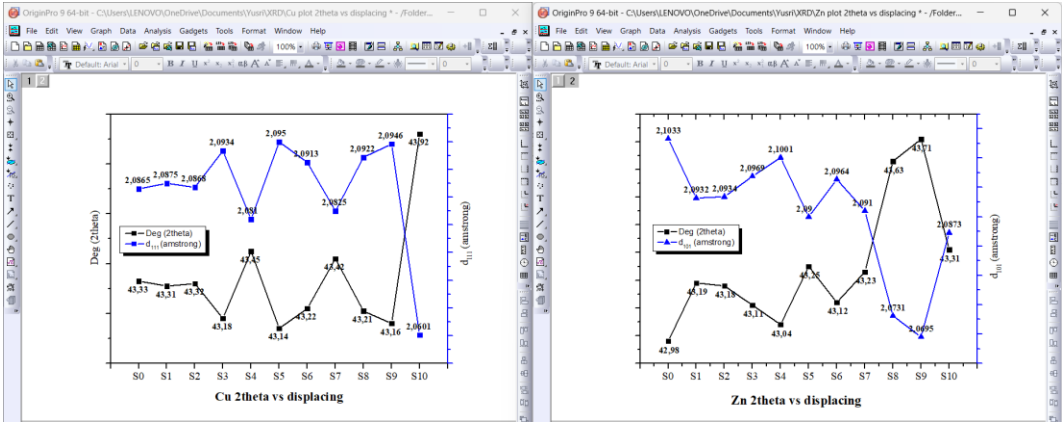 OriginPro 9 64-bit - C:\Users\LENOVO\OneDrive\Documents\Yusri\XRD\Cu plot 2theta vs displacing * - /Folder...
File Edit View Graph Data Analysis Gadgets Tools Format Window Help
100%
Default: Arial 0 B I U
1 2
2,0865
2,0875
2,0868
2,0934
2,081
2,095
2,0913
2,0825
2,0922
2,0946
43,92
Deg (2theta)
d111 (amstrong)
43,33
43,31
43,32
43,18
43,45
43,14
43,22
43,42
43,21
43,16
2,0601
Deg (2theta)
d111 (amstrong)
S0 S1 S2 S3 S4 S5 S6 S7 S8 S9 S10
Cu 2theta vs displacing
OriginPro 9 64-bit - C:\Users\LENOVO\OneDrive\Documents\Yusri\XRD\Zn plot 2theta vs displacing * - /Folder...
File Edit View Graph Data Analysis Gadgets Tools Format Window Help
100%
Default: Arial 0 B I U
1 2
2,1033
2,0932
2,0934
2,0969
2,1001
2,09
2,0964
2,091
43,63
43,71
2,0873
Deg (2theta)
d101 (amstrong)
42,98
43,19
43,18
43,11
43,04
43,25
43,12
43,23
2,0731
2,0695
43,31
d101 (amstrong)
S0 S1 S2 S3 S4 S5 S6 S7 S8 S9 S10
Zn 2theta vs displacing